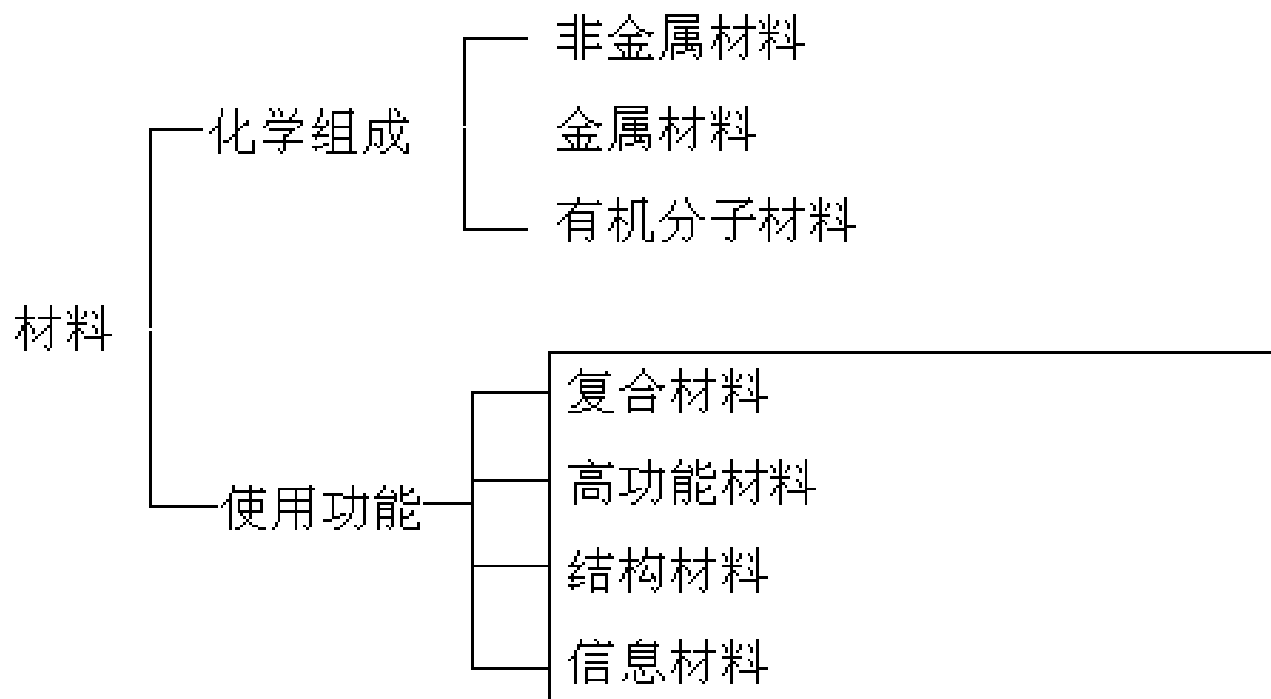 非金属材料
化学组成
金属材料
有机分子材料
材料
复合材料
高功能材料
使用功能
结构材料
信息材料